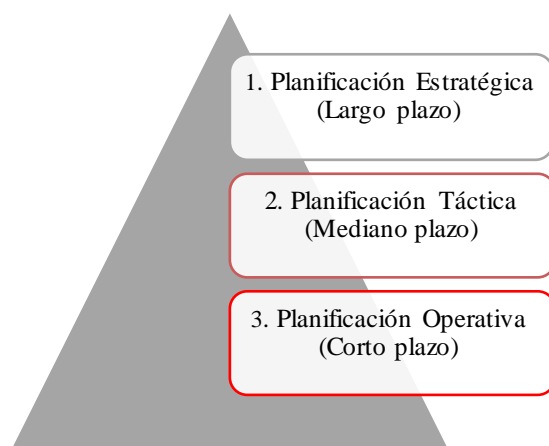 1. Planificación Estratégica
(Largo plazo)
2. Planificación Táctica
(Mediano plazo)
3. Planificación Operativa
(Corto plazo)